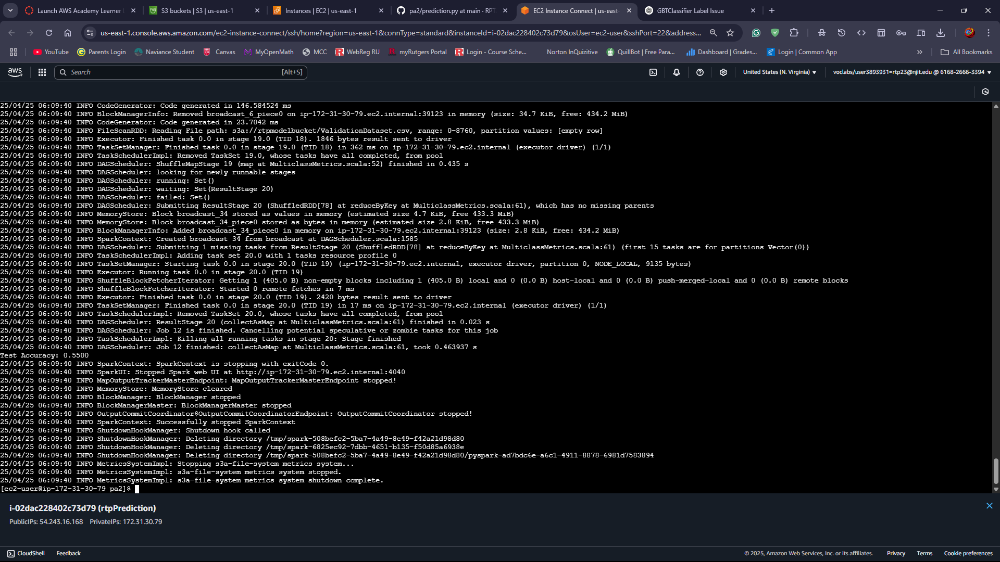 Launch AWS Academy Learner
S3 buckets | S3 | us-east-1
Instances | EC2 | us-east-1
pa2/prediction.py at main · RPT
EC2 Instance Connect | us-east-
GBTClassifier Label Issue
us-east-1.console.aws.amazon.com/ec2-instance-connect/ssh/home?region=us-east-1&connType=standard&instanceId=i-02dac228402c73d79&osUser=ec2-user&sshPort=22&address...
YouTube
Parents Login
Naviance Student
Canvas
MyOpenMath
MCC
WebReg RU
myRutgers Portal
Login - Course Sche...
Norton InQuizitive
QuillBot | Free Para...
Dashboard | Grades...
Login | Common App
All Bookmarks
aws
Search
[Alt+S]
United States (N. Virginia)
voclabs/user3893931=rtp23@njit.edu @ 6168-2666-3394
25/04/25 06:09:40 INFO CodeGenerator: Code generated in 146.584524 ms
25/04/25 06:09:40 INFO BlockManagerInfo: Removed broadcast_6_piece0 on ip-172-31-30-79.ec2.internal:39123 in memory (size: 34.7 KiB, free: 434.2 MiB)
25/04/25 06:09:40 INFO CodeGenerator: Code generated in 23.7042 ms
25/04/25 06:09:40 INFO FileScanRDD: Reading File path: s3a://rtpmodelbucket/ValidationDataset.csv, range: 0-8760, partition values: [empty row]
25/04/25 06:09:40 INFO Executor: Finished task 0.0 in stage 19.0 (TID 18). 1846 bytes result sent to driver
25/04/25 06:09:40 INFO TaskSetManager: Finished task 0.0 in stage 19.0 (TID 18) in 362 ms on ip-172-31-30-79.ec2.internal (executor driver) (1/1)
25/04/25 06:09:40 INFO TaskSchedulerImpl: Removed TaskSet 19.0, whose tasks have all completed, from pool
25/04/25 06:09:40 INFO DAGScheduler: ShuffleMapStage 19 (map at MulticlassMetrics.scala:52) finished in 0.435 s
25/04/25 06:09:40 INFO DAGScheduler: looking for newly runnable stages
25/04/25 06:09:40 INFO DAGScheduler: running: Set()
25/04/25 06:09:40 INFO DAGScheduler: waiting: Set(ResultStage 20)
25/04/25 06:09:40 INFO DAGScheduler: failed: Set()
25/04/25 06:09:40 INFO DAGScheduler: Submitting ResultStage 20 (ShuffledRDD[78] at reduceByKey at MulticlassMetrics.scala:61), which has no missing parents
25/04/25 06:09:40 INFO MemoryStore: Block broadcast_34 stored as values in memory (estimated size 4.7 KiB, free 433.3 MiB)
25/04/25 06:09:40 INFO MemoryStore: Block broadcast_34_piece0 stored as bytes in memory (estimated size 2.8 KiB, free 433.3 MiB)
25/04/25 06:09:40 INFO BlockManagerInfo: Added broadcast_34_piece0 in memory on ip-172-31-30-79.ec2.internal:39123 (size: 2.8 KiB, free: 434.2 MiB)
25/04/25 06:09:40 INFO SparkContext: Created broadcast 34 from broadcast at DAGScheduler.scala:1585
25/04/25 06:09:40 INFO DAGScheduler: Submitting 1 missing tasks from ResultStage 20 (ShuffledRDD[78] at reduceByKey at MulticlassMetrics.scala:61) (first 15 tasks are for partitions Vector(0))
25/04/25 06:09:40 INFO TaskSchedulerImpl: Adding task set 20.0 with 1 tasks resource profile 0
25/04/25 06:09:40 INFO TaskSetManager: Starting task 0.0 in stage 20.0 (TID 19) (ip-172-31-30-79.ec2.internal, executor driver, partition 0, NODE_LOCAL, 9135 bytes)
25/04/25 06:09:40 INFO Executor: Running task 0.0 in stage 20.0 (TID 19)
25/04/25 06:09:40 INFO ShuffleBlockFetcherIterator: Getting 1 (405.0 B) non-empty blocks including 1 (405.0 B) local and 0 (0.0 B) host-local and 0 (0.0 B) push-merged-local and 0 (0.0 B) remote blocks
25/04/25 06:09:40 INFO ShuffleBlockFetcherIterator: Started 0 remote fetches in 7 ms
25/04/25 06:09:40 INFO Executor: Finished task 0.0 in stage 20.0 (TID 19). 2420 bytes result sent to driver
25/04/25 06:09:40 INFO TaskSetManager: Finished task 0.0 in stage 20.0 (TID 19) in 17 ms on ip-172-31-30-79.ec2.internal (executor driver) (1/1)
25/04/25 06:09:40 INFO TaskSchedulerImpl: Removed TaskSet 20.0, whose tasks have all completed, from pool
25/04/25 06:09:40 INFO DAGScheduler: ResultStage 20 (collectAsMap at MulticlassMetrics.scala:61) finished in 0.023 s
25/04/25 06:09:40 INFO DAGScheduler: Job 12 is finished. Cancelling potential speculative or zombie tasks for this job
25/04/25 06:09:40 INFO TaskSchedulerImpl: Killing all running tasks in stage 20: Stage finished
25/04/25 06:09:40 INFO DAGScheduler: Job 12 finished: collectAsMap at MulticlassMetrics.scala:61, took 0.463937 s
Test Accuracy: 0.5500
25/04/25 06:09:40 INFO SparkContext: SparkContext is stopping with exitCode 0.
25/04/25 06:09:40 INFO SparkUI: Stopped Spark web UI at http://ip-172-31-30-79.ec2.internal:4040
25/04/25 06:09:40 INFO MapOutputTrackerMasterEndpoint: MapOutputTrackerMasterEndpoint stopped!
25/04/25 06:09:40 INFO MemoryStore: MemoryStore cleared
25/04/25 06:09:40 INFO BlockManager: BlockManager stopped
25/04/25 06:09:40 INFO BlockManagerMaster: BlockManagerMaster stopped
25/04/25 06:09:40 INFO OutputCommitCoordinator$OutputCommitCoordinatorEndpoint: OutputCommitCoordinator stopped!
25/04/25 06:09:40 INFO SparkContext: Successfully stopped SparkContext
25/04/25 06:09:40 INFO ShutdownHookManager: Shutdown hook called
25/04/25 06:09:40 INFO ShutdownHookManager: Deleting directory /tmp/spark-508befc2-5ba7-4a49-8e49-f42a21d98d80
25/04/25 06:09:40 INFO ShutdownHookManager: Deleting directory /tmp/spark-6825ec92-7dbb-4651-b135-f50d85a6938e
25/04/25 06:09:40 INFO ShutdownHookManager: Deleting directory /tmp/spark-508befc2-5ba7-4a49-8e49-f42a21d98d80/pyspark-ad7bdc6e-a6c1-4911-8878-6981d7583894
25/04/25 06:09:40 INFO MetricsSystemImpl: Stopping s3a-file-system metrics system...
25/04/25 06:09:40 INFO MetricsSystemImpl: s3a-file-system metrics system stopped.
25/04/25 06:09:40 INFO MetricsSystemImpl: s3a-file-system metrics system shutdown complete.
[ec2-user@ip-172-31-30-79 pa2]$
i-02dac228402c73d79 (rtpPrediction)
PublicIPs: 54.243.16.168 PrivateIPs: 172.31.30.79
CloudShell
Feedback
© 2025, Amazon Web Services, Inc. or its affiliates.
Privacy
Terms
Cookie preferences